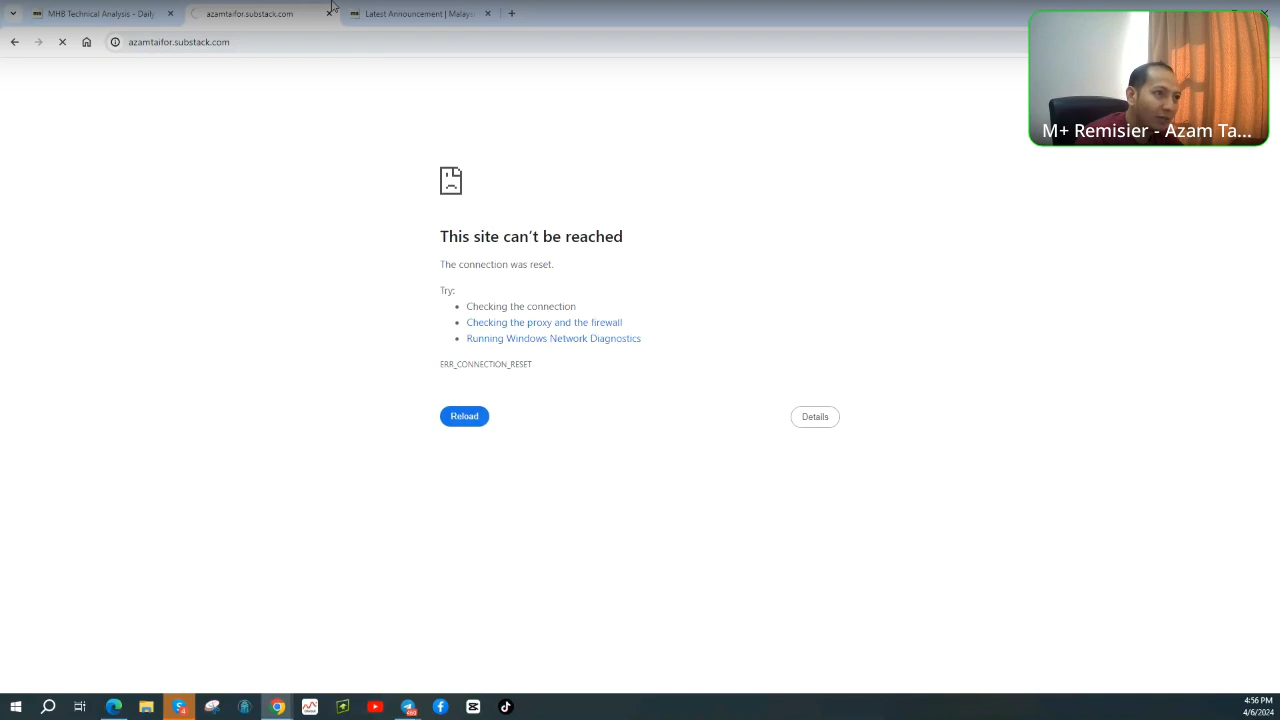 MHB Technical Analysis - Daily
azamtaifor.substack.com
Latest Announcement | Malays
azamtaifor.substack.com
M+ Remisier - Azam Ta...
This site can't be reached
The connection was reset.
Try:
• Checking the connection
• Checking the proxy and the firewall
• Running Windows Network Diagnostics
ERR_CONNECTION_RESET
Reload
Details
4:56 PM
4/6/2024